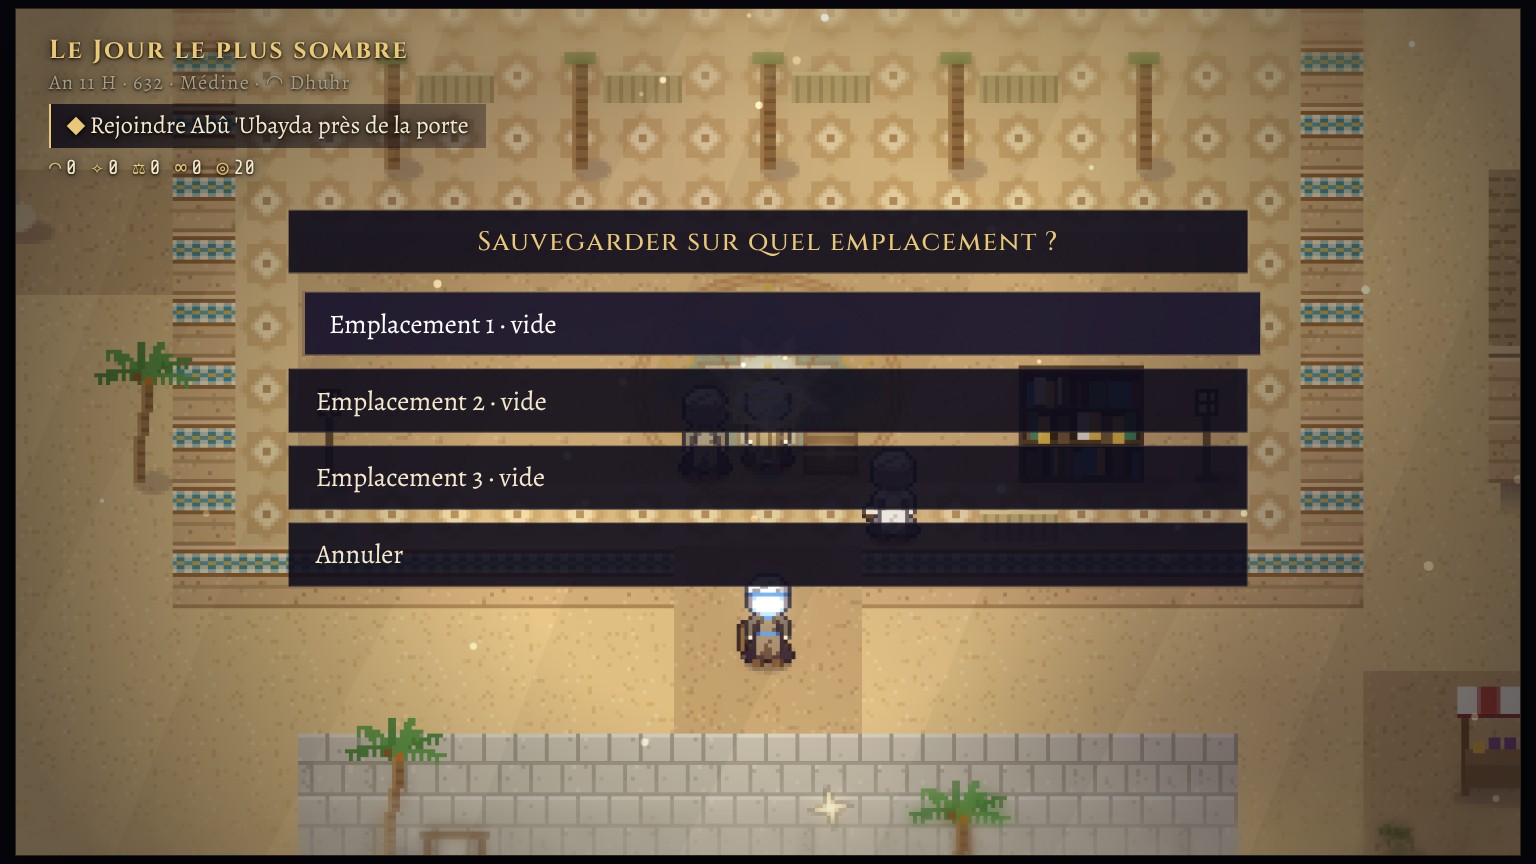 Le Jour le plus sombre
An 11 H · 632 · Médine · ◠ Dhuhr
◆ Rejoindre Abû 'Ubayda près de la porte
◠ 0 ✧ 0 ⚖ 0 ∞ 0 ◎ 20
Sauvegarder sur quel emplacement ?
Emplacement 1 · vide
Emplacement 2 · vide
Emplacement 3 · vide
Annuler